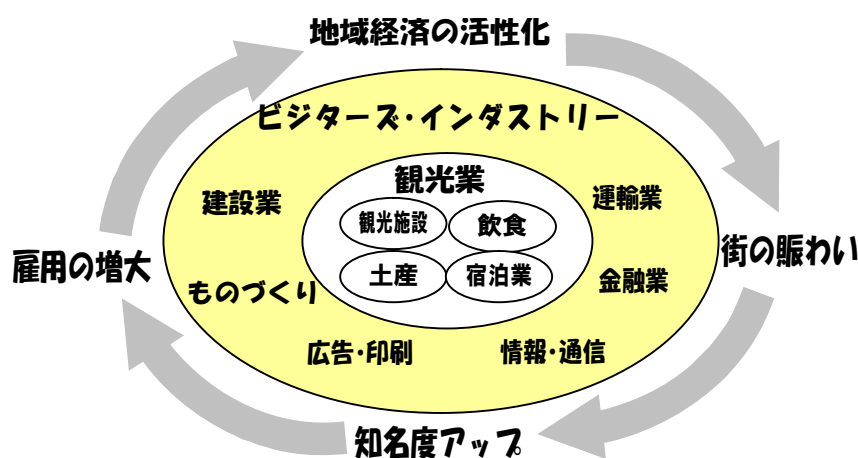 地域経済の活性化
ビジターズ・インダストリー
観光業
建設業
運輸業
観光施設
飲食
街の賑わい
雇用の増大
土産
宿泊業
金融業
ものづくり
広告・印刷
情報・通信
知名度アップ